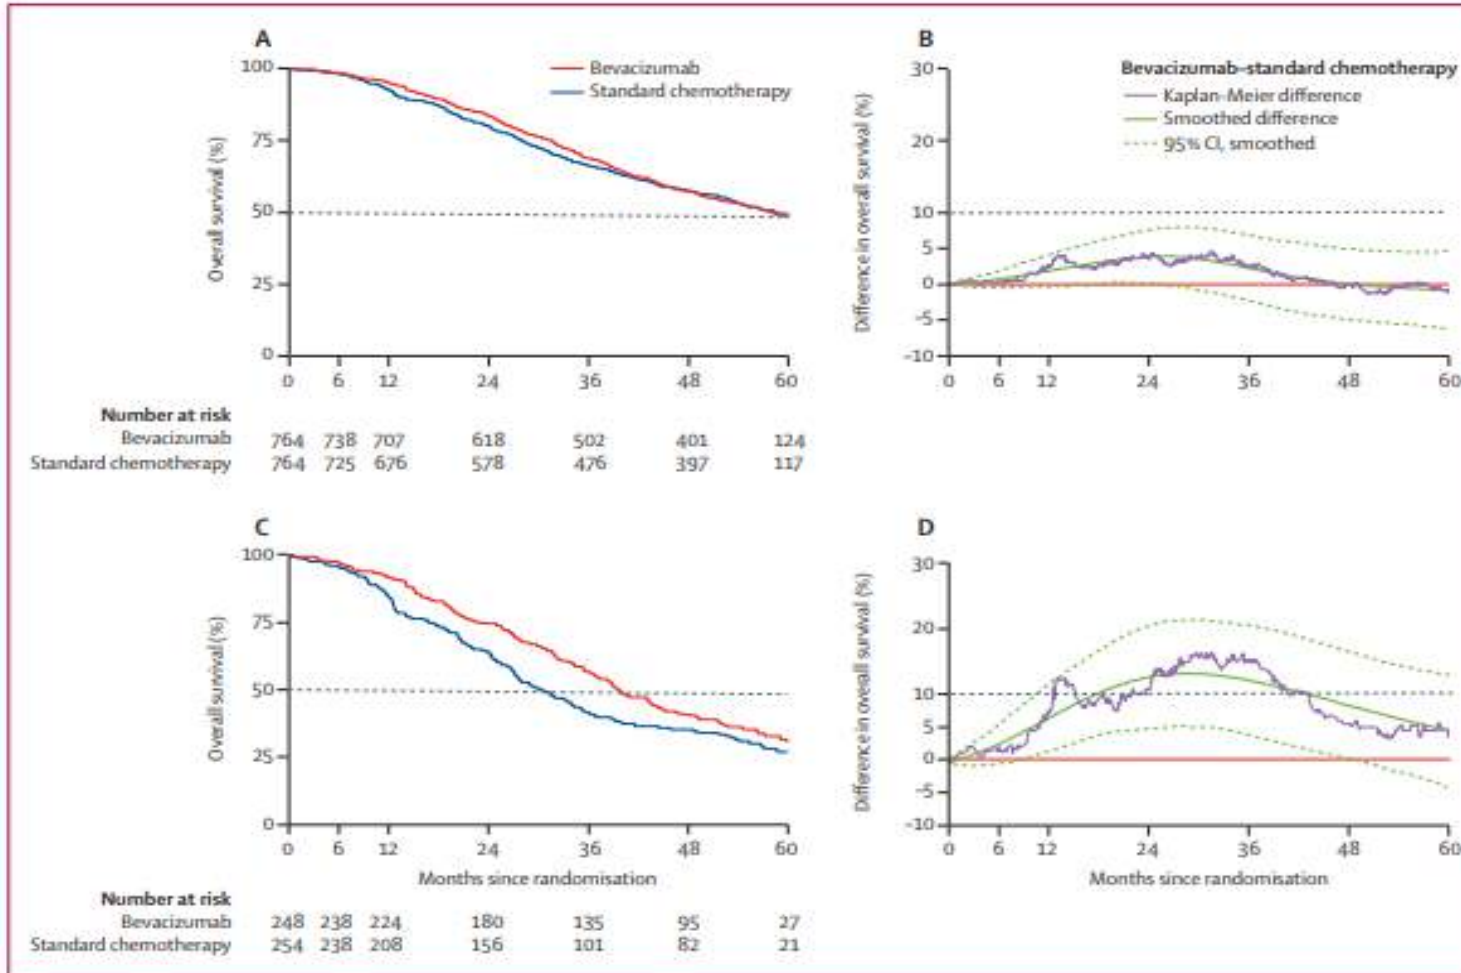 A
100
75
50
25
0
Overall survival (%)
Bevacizumab
Standard chemotherapy
0 6 12 24 36 48 60
Number at risk
Bevacizumab 764 738 707 618 502 401 124
Standard chemotherapy 764 725 676 578 476 397 117
B
30
20
10
5
0
-5
-10
Difference in overall survival (%)
Bevacizumab–standard chemotherapy
Kaplan-Meier difference
Smoothed difference
95% CI, smoothed
0 6 12 24 36 48 60
C
100
75
50
25
0
Overall survival (%)
0 6 12 24 36 48 60
Months since randomisation
Number at risk
Bevacizumab 248 238 224 180 135 95 27
Standard chemotherapy 254 238 208 156 101 82 21
D
30
20
10
5
0
-5
-10
Difference in overall survival (%)
0 6 12 24 36 48 60
Months since randomisation